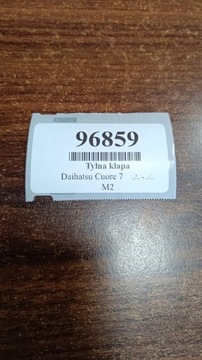 96859
Tylna klapa
Daihatsu Cuore 7 ./. - ./..
M2